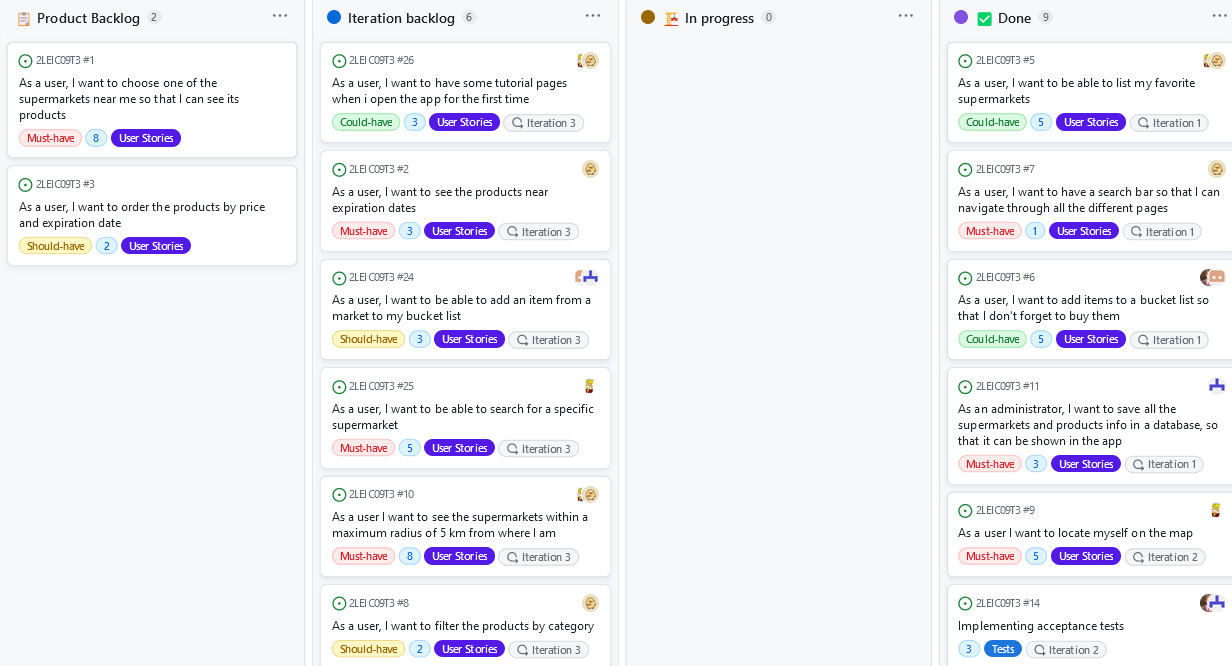 Product Backlog 2
2LEIC09T3 #1
As a user, I want to choose one of the
supermarkets near me so that I can see its
products
Must-have 8 User Stories
2LEIC09T3 #3
As a user, I want to order the products by price
and expiration date
Should-have 2 User Stories
Iteration backlog 6
2LEIC09T3 #26
As a user, I want to have some tutorial pages
when i open the app for the first time
Could-have 3 User Stories Iteration 3
2LEIC09T3 #2
As a user, I want to see the products near
expiration dates
Must-have 3 User Stories Iteration 3
2LEIC09T3 #24
As a user, I want to be able to add an item from a
market to my bucket list
Should-have 3 User Stories Iteration 3
2LEIC09T3 #25
As a user, I want to be able to search for a specific
supermarket
Must-have 5 User Stories Iteration 3
2LEIC09T3 #10
As a user I want to see the supermarkets within a
maximum radius of 5 km from where I am
Must-have 8 User Stories Iteration 3
2LEIC09T3 #8
As a user, I want to filter the products by category
Should-have 2 User Stories Iteration 3
In progress 0
Done 9
2LEIC09T3 #5
As a user, I want to be able to list my favorite
supermarkets
Could-have 5 User Stories Iteration 1
2LEIC09T3 #7
As a user, I want to have a search bar so that I can
navigate through all the different pages
Must-have 1 User Stories Iteration 1
2LEIC09T3 #6
As a user, I want to add items to a bucket list so
that I don't forget to buy them
Could-have 5 User Stories Iteration 1
2LEIC09T3 #11
As an administrator, I want to save all the
supermarkets and products info in a database, so
that it can be shown in the app
Must-have 3 User Stories Iteration 1
2LEIC09T3 #9
As a user I want to locate myself on the map
Must-have 5 User Stories Iteration 2
2LEIC09T3 #14
Implementing acceptance tests
3 Tests Iteration 2